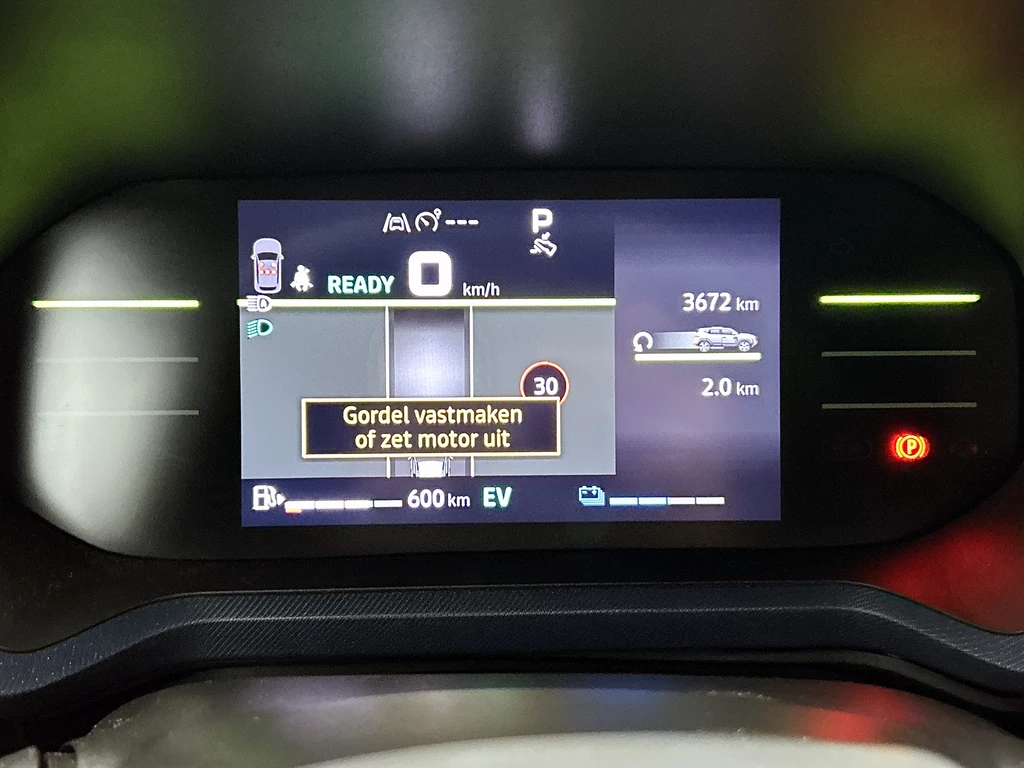 ---
P
READY
0
km/h
3672 km
30
2.0 km
Gordel vastmaken
of zet motor uit
600 km
EV
P